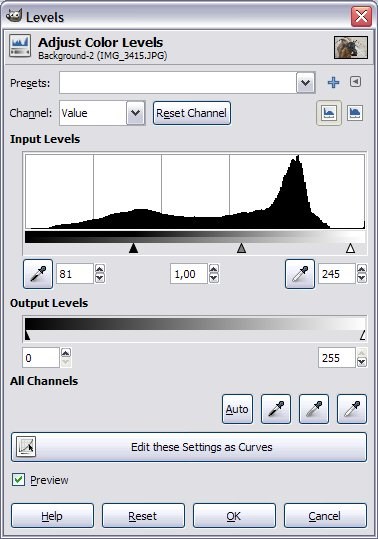 Levels
Adjust Color Levels
Background-2 (IMG_3415.JPG)
Presets:
Channel: Value Reset Channel
Input Levels
81 1,00 245
Output Levels
0 255
All Channels
Auto
Edit these Settings as Curves
Preview
Help Reset OK Cancel